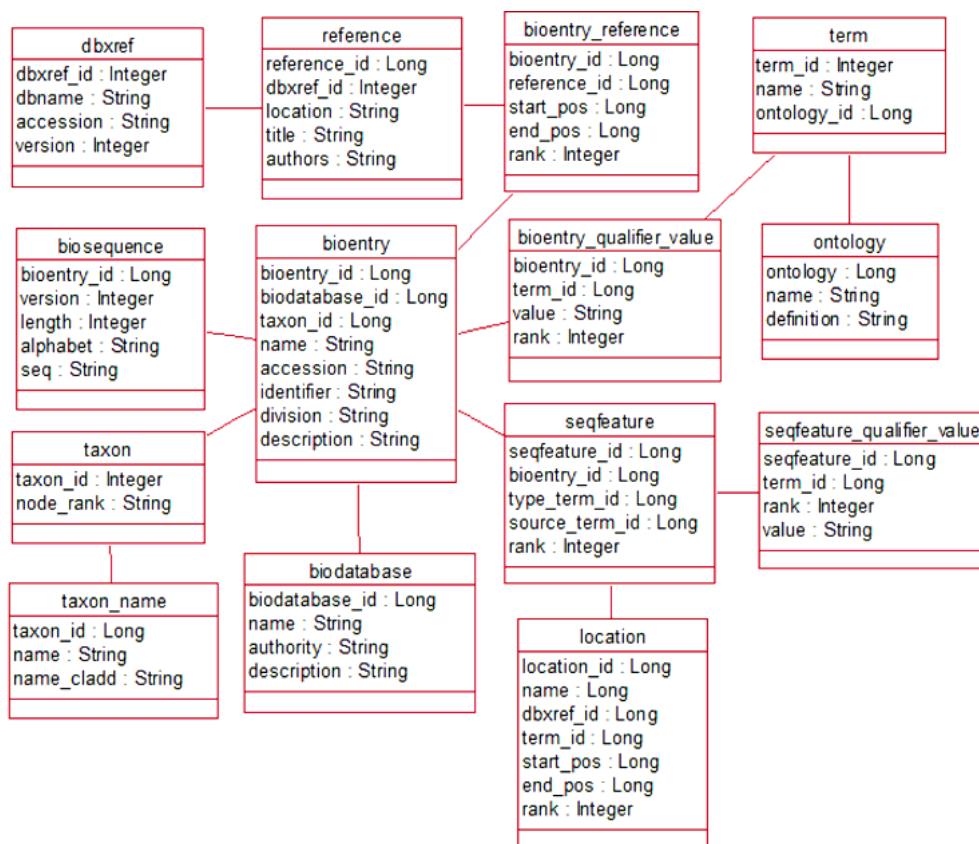 dbxref
dbxref_id : Integer
dbname : String
accession : String
version : Integer
reference
reference_id : Long
dbxref_id : Integer
location : String
title : String
authors : String
bioentry_reference
bioentry_id : Long
reference_id : Long
start_pos : Long
end_pos : Long
rank : Integer
term
term_id : Integer
name : String
ontology_id : Long
biosequence
bioentry_id : Long
version : Integer
length : Integer
alphabet : String
seq : String
bioentry
bioentry_id : Long
biodatabase_id : Long
taxon_id : Long
name : String
accession : String
identifier : String
division : String
description : String
bioentry_qualifier_value
bioentry_id : Long
term_id : Long
value : String
rank : Integer
ontology
ontology : Long
name : String
definition : String
taxon
taxon_id : Integer
node_rank : String
seqfeature
seqfeature_id : Long
bioentry_id : Long
type_term_id : Long
source_term_id : Long
rank : Integer
seqfeature_qualifier_value
seqfeature_id : Long
term_id : Long
rank : Integer
value : String
taxon_name
taxon_id : Long
name : String
name_cladd : String
biodatabase
biodatabase_id : Long
name : String
authority : String
description : String
location
location_id : Long
name : Long
dbxref_id : Long
term_id : Long
start_pos : Long
end_pos : Long
rank : Integer